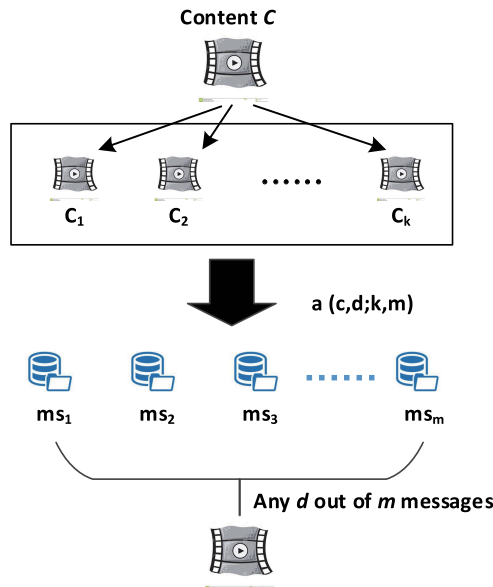 Content C
C₁ C₂ ...... Cₖ
a (c,d;k,m)
ms₁ ms₂ ms₃ ....... msₘ
Any d out of m messages